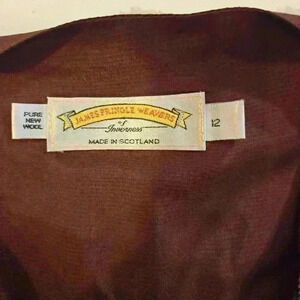 PURE
NEW
WOOL
JAMES PRINGLE WEAVERS
of
Inverness
MADE IN SCOTLAND
12